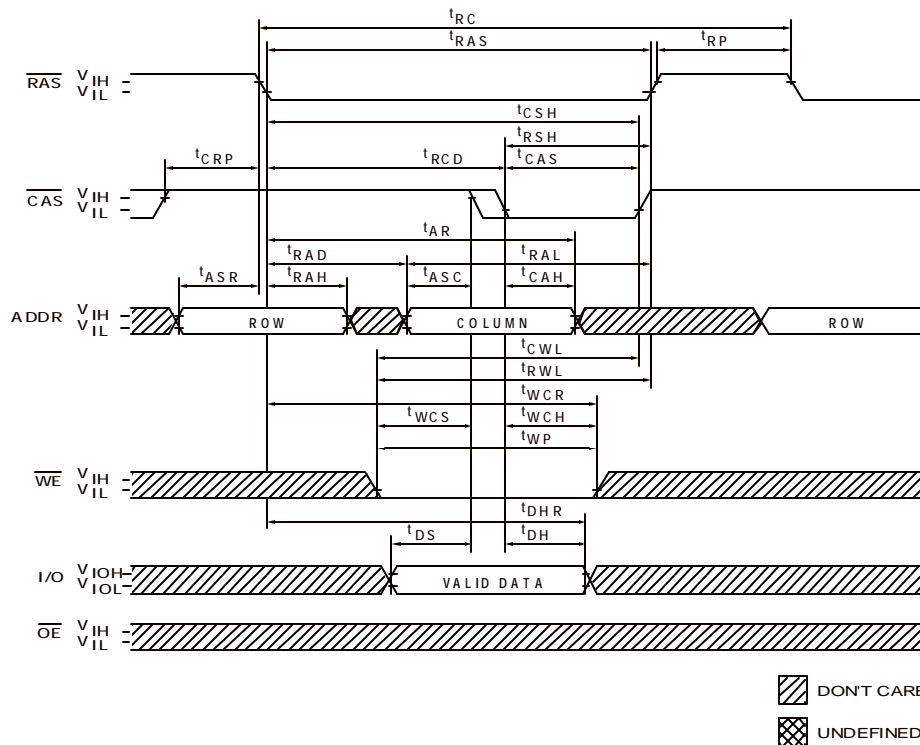 tRC
tRAS
tRP
RAS VIH
VIL
tCSH
tRSH
tCRP
tRCD
tCAS
CAS VIH
VIL
tAR
tRAD
tRAL
tASR
tRAH
tASC
tCAH
ADDR VIH
VIL
ROW
COLUMN
ROW
tCWL
tRWL
tWCR
tWCS
tWCH
tWP
WE VIH
VIL
tDHR
tDS
tDH
I/O VIOH
VIOL
VALID DATA
OE VIH
VIL
DON'T CARE
UNDEFINED